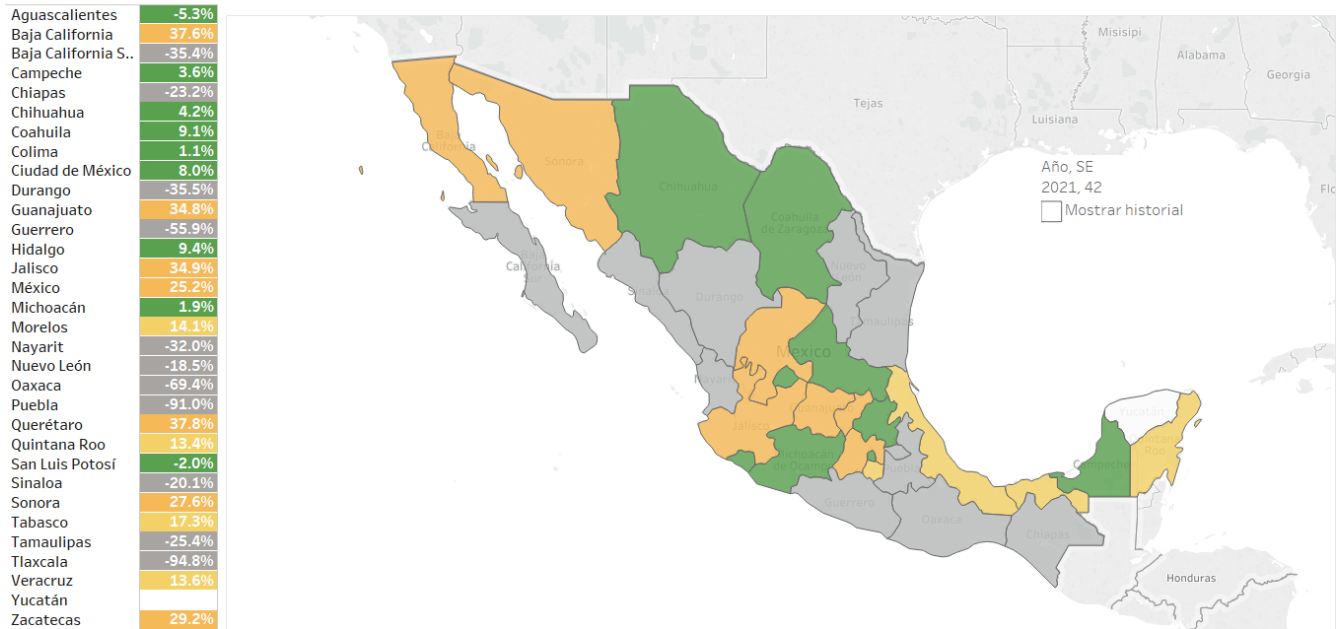 Aguascalientes -5.3%
Baja California 37.6%
Baja California S.. -35.4%
Campeche 3.6%
Chiapas -23.2%
Chihuahua 4.2%
Coahuila 9.1%
Colima 1.1%
Ciudad de México 8.0%
Durango -35.5%
Guanajuato 34.8%
Guerrero -55.9%
Hidalgo 9.4%
Jalisco 34.9%
México 25.2%
Michoacán 1.9%
Morelos 14.1%
Nayarit -32.0%
Nuevo León -18.5%
Oaxaca -69.4%
Puebla -91.0%
Querétaro 37.8%
Quintana Roo 13.4%
San Luis Potosí -2.0%
Sinaloa -20.1%
Sonora 27.6%
Tabasco 17.3%
Tamaulipas -25.4%
Tlaxcala -94.8%
Veracruz 13.6%
Yucatán
Zacatecas 29.2%
Misisipi
Alabama
Georgia
Tejas
Luisiana
Año, SE
2021, 42
Mostrar historial
Baja
California
Sonora
Chihuahua
Coahuila
de Zaragoza
Baja
California
Sur
Sinaloa
Durango
Nuevo
León
Tamaulipas
México
Nayarit
Guanajuato
Jalisco
Michoacán
de Ocampo
Puebla
Guerrero
Oaxaca
Chiapas
Campeche
Yucatán
Quintana
Roo
Honduras